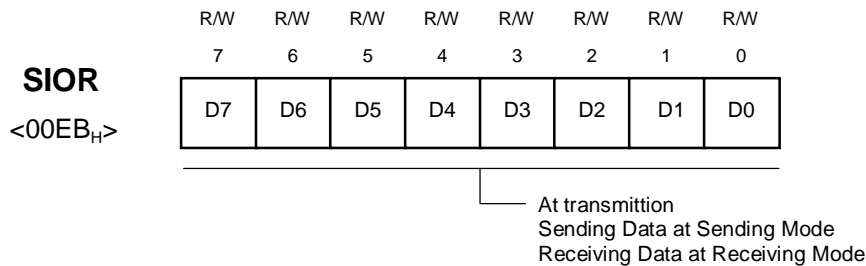 R/W R/W R/W R/W R/W R/W R/W R/W
7 6 5 4 3 2 1 0
SIOR
D7 D6 D5 D4 D3 D2 D1 D0
<00EBH>
At transmittion
Sending Data at Sending Mode
Receiving Data at Receiving Mode